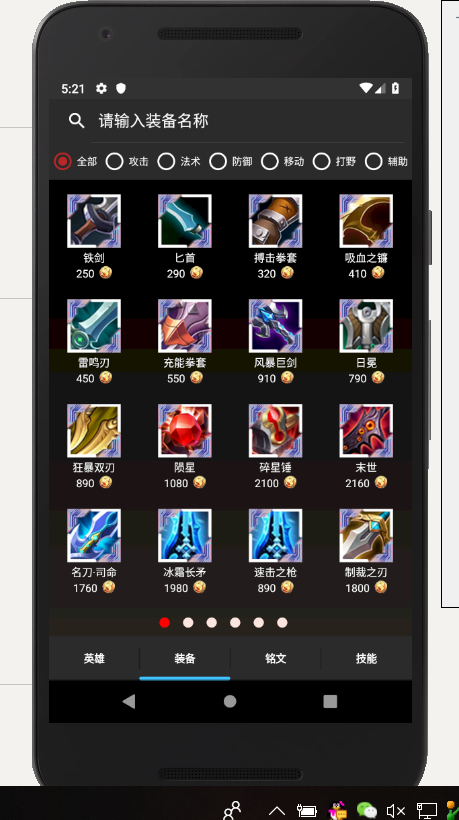 5:21
请输入装备名称
全部 攻击 法术 防御 移动 打野 辅助
铁剑 匕首 搏击拳套 吸血之镰
250 290 320 410
雷鸣刃 充能拳套 风暴巨剑 日冕
450 550 910 790
狂暴双刃 陨星 碎星锤 末世
890 1080 2100 2160
名刀·司命 冰霜长矛 速击之枪 制裁之刃
1760 1980 890 1800
英雄 装备 铭文 技能